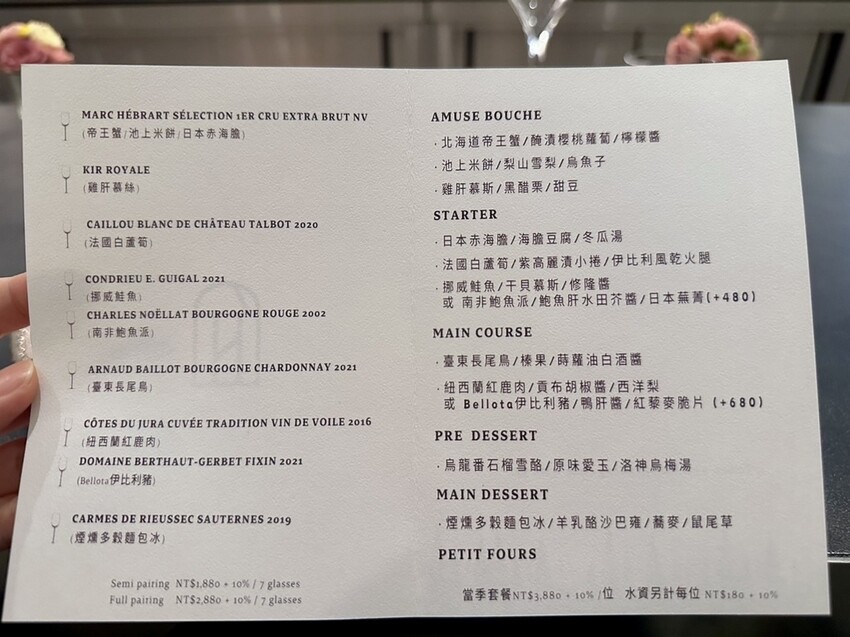 MARC HÉBRART SÉLECTION 1ER CRU EXTRA BRUT NV
(帝王蟹/池上米餅/日本赤海膽)
KIR ROYALE
(雞肝慕絲)
CAILLOU BLANC DE CHÂTEAU TALBOT 2020
(法國白蘆筍)
CONDRIEU E. GUIGAL 2021
(挪威鮭魚)
CHARLES NOËLLAT BOURGOGNE ROUGE 2002
(南非鮑魚派)
ARNAUD BAILLOT BOURGOGNE CHARDONNAY 2021
(臺東長尾鳥)
CÔTES DU JURA CUVÉE TRADITION VIN DE VOILE 2016
(紐西蘭紅鹿肉)
DOMAINE BERTHAUT-GERBET FIXIN 2021
(Bellota伊比利豬)
CARMES DE RIEUSSEC SAUTERNES 2019
(煙燻多穀麵包冰)
Semi pairing NT$1,880 + 10% / 7 glasses
Full pairing NT$2,880 + 10% / 7 glasses
AMUSE BOUCHE
·北海道帝王蟹/醃漬櫻桃蘿蔔/檸檬醬
·池上米餅/梨山雪梨/烏魚子
·雞肝慕斯/黑醋栗/甜豆
STARTER
·日本赤海膽/海膽豆腐/冬瓜湯
·法國白蘆筍/紫高麗漬小捲/伊比利風乾火腿
·挪威鮭魚/干貝慕斯/修隆醬
或 南非鮑魚派/鮑魚肝水田芥醬/日本蕪菁(+480)
MAIN COURSE
·臺東長尾鳥/榛果/蒔蘿油白酒醬
·紐西蘭紅鹿肉/貢布胡椒醬/西洋梨
或 Bellota伊比利豬/鴨肝醬/紅藜麥脆片 (+680)
PRE DESSERT
·烏龍番石榴雪酪/原味愛玉/洛神烏梅湯
MAIN DESSERT
·煙燻多穀麵包冰/羊乳酪沙巴雍/蕎麥/鼠尾草
PETIT FOURS
當季套餐NT$3,880 + 10% /位 水資另計每位 NT$180 + 10%